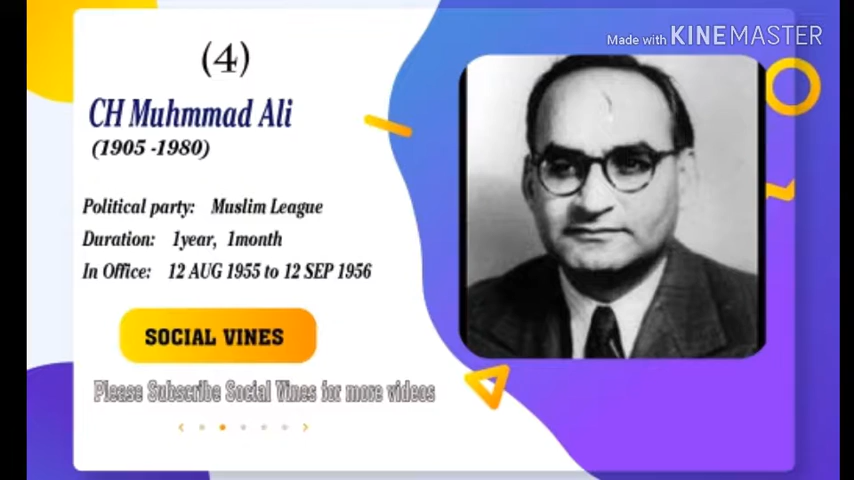 Made with KINEMASTER
(4)
CH Muhmmad Ali
(1905 -1980)
Political party: Muslim League
Duration: 1year, 1month
In Office: 12 AUG 1955 to 12 SEP 1956
SOCIAL VINES
Please Subscribe Social Vines for more videos